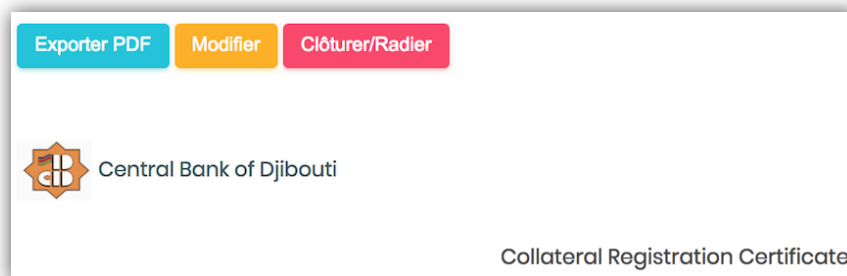 Exporter PDF Modifier Clôturer/Radier
Central Bank of Djibouti
Collateral Registration Certificate